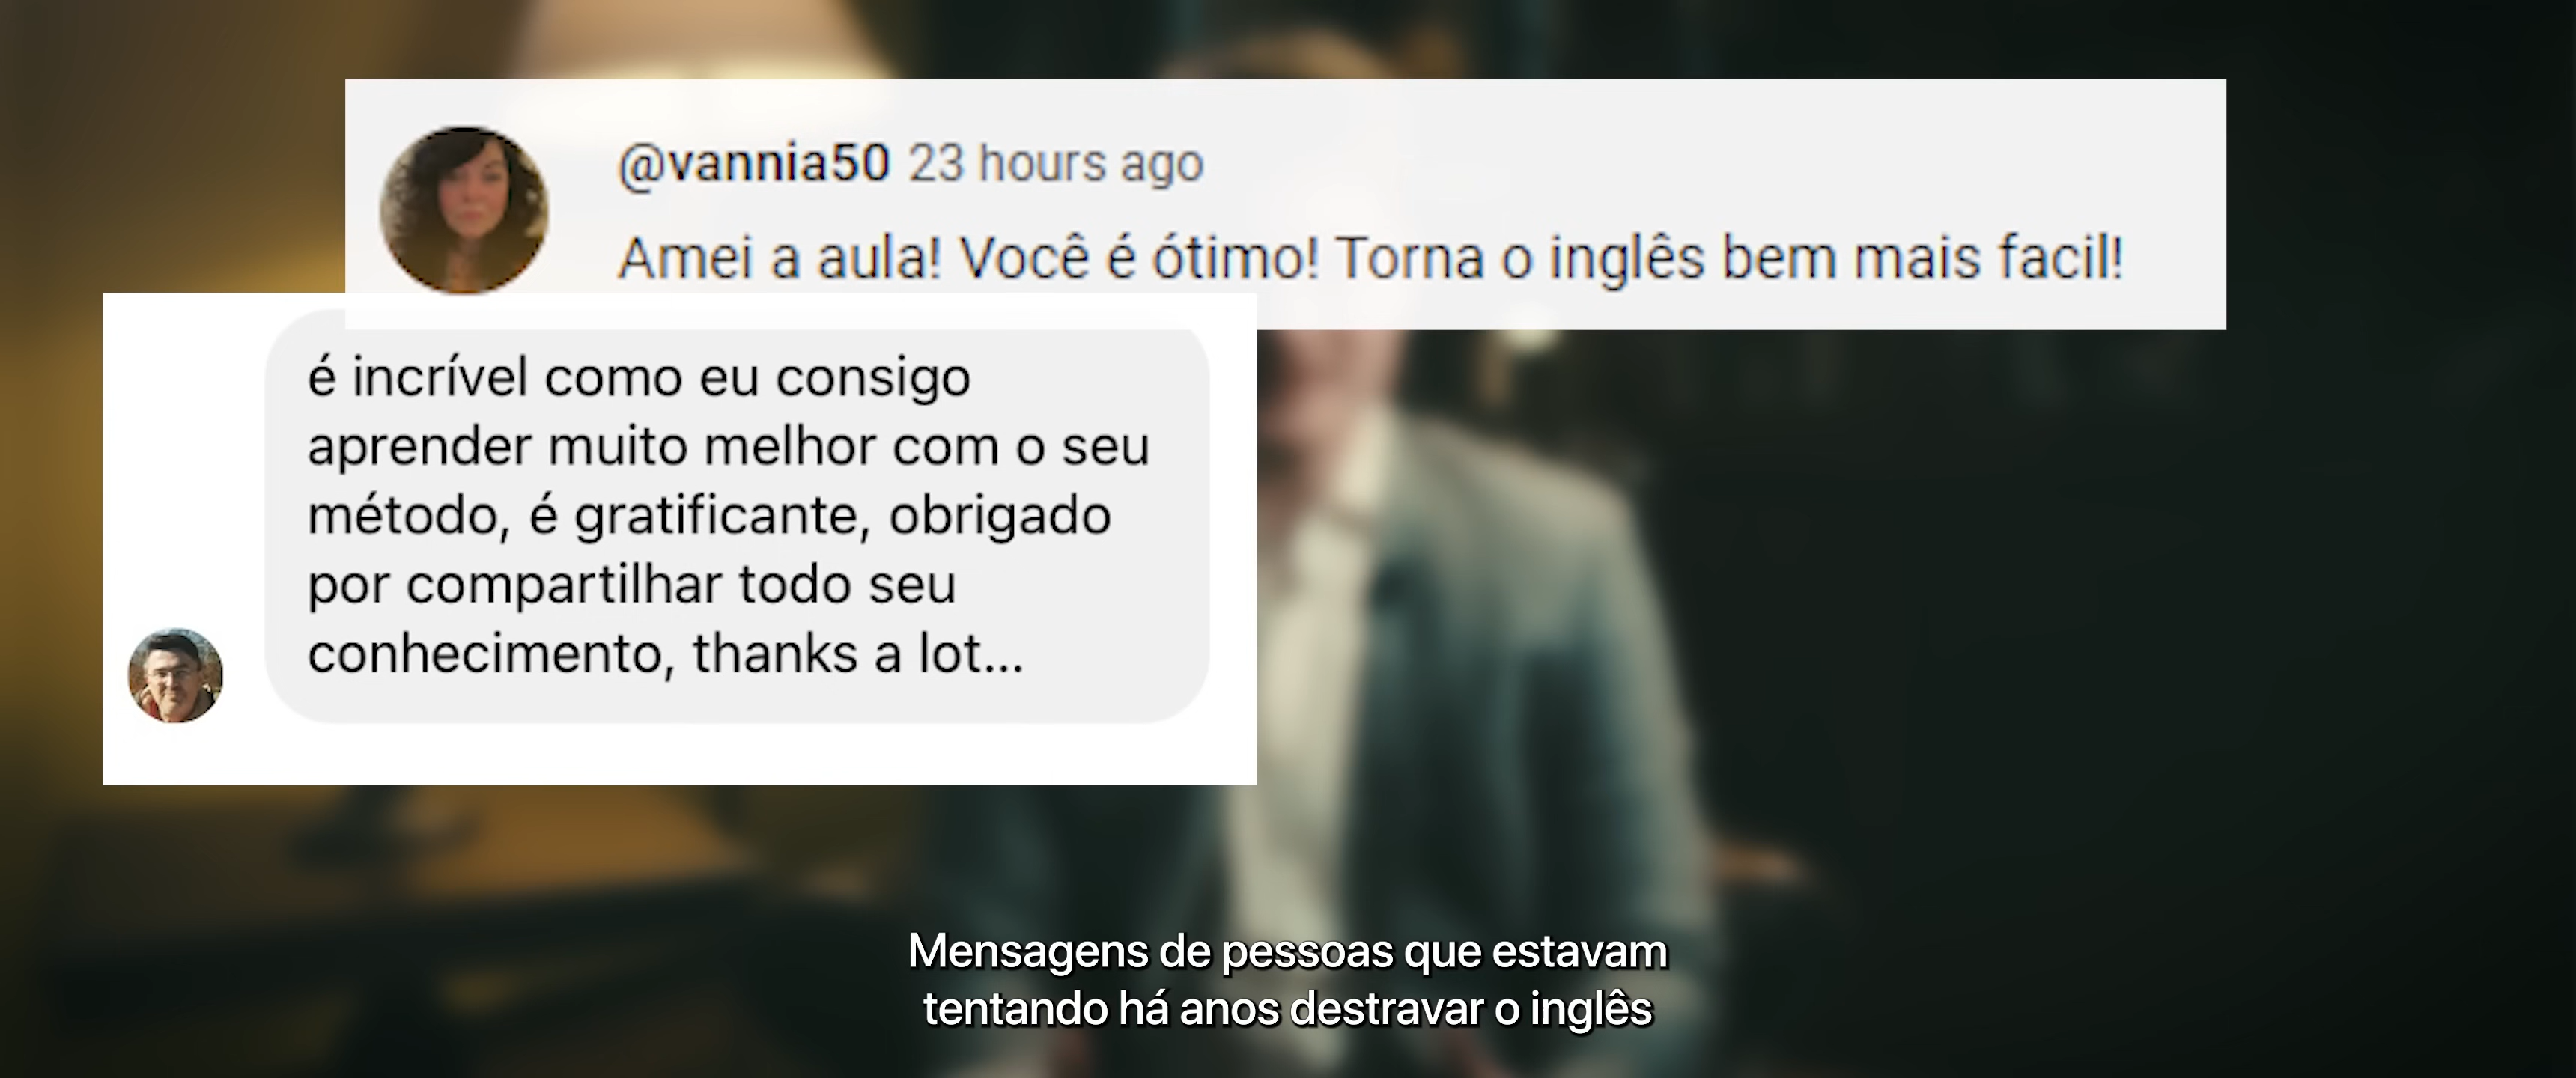 @vannia50 23 hours ago
Amei a aula! Você é ótimo! Torna o inglês bem mais facil!
é incrível como eu consigo
aprender muito melhor com o seu
método, é gratificante, obrigado
por compartilhar todo seu
conhecimento, thanks a lot...
Mensagens de pessoas que estavam
tentando há anos destravar o inglês